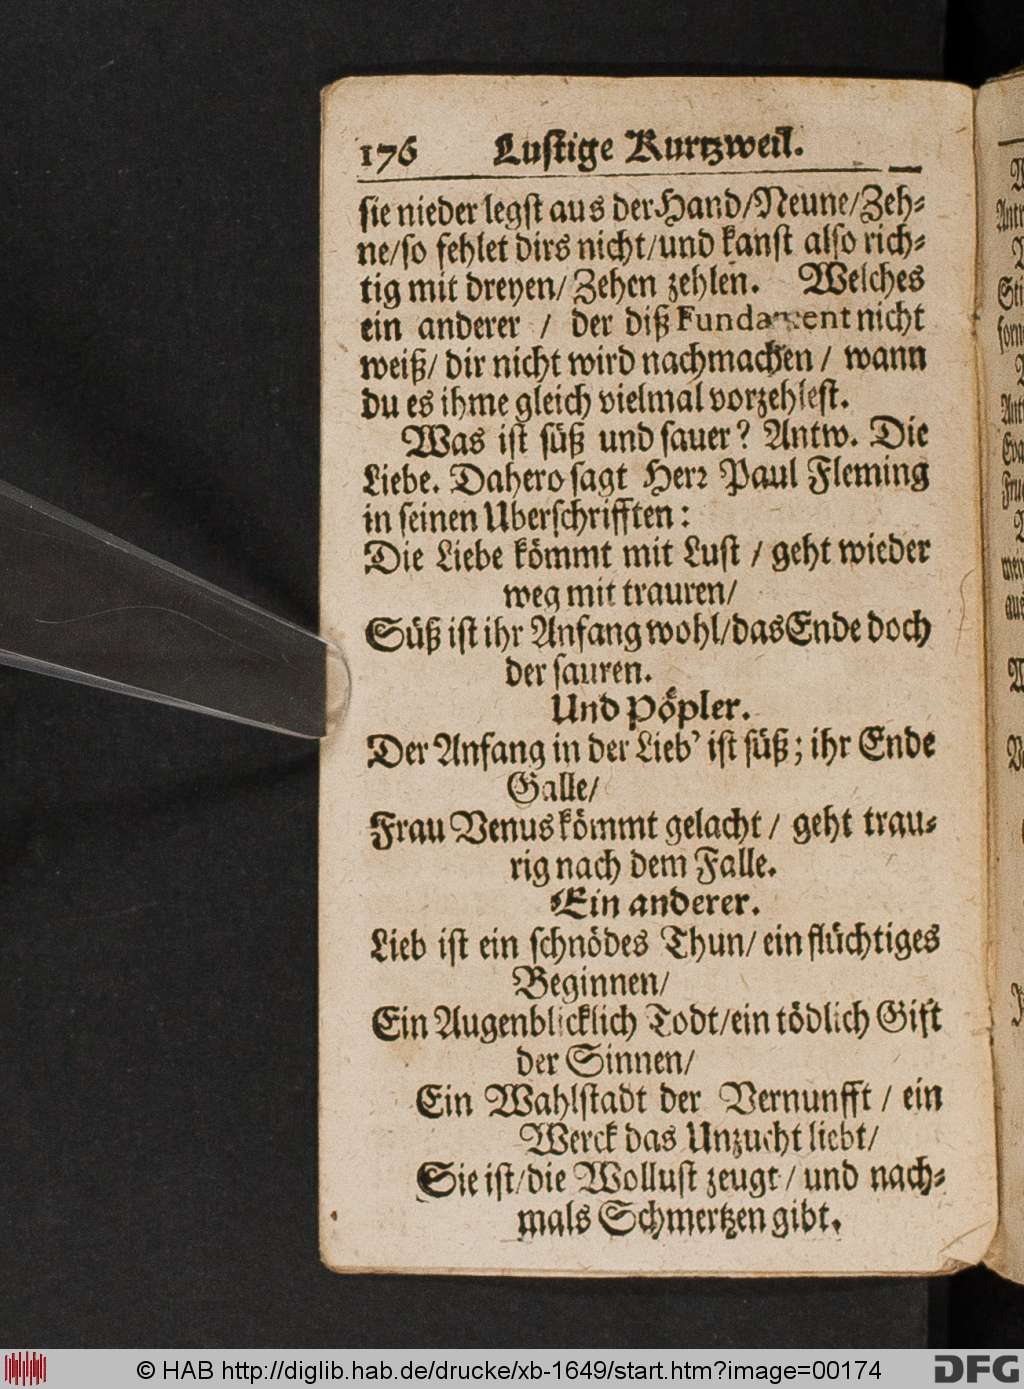 176 Lustige Kurtzweil.
sie nieder legst aus der Hand/Neune/Zeh-
ne/so fehlet dirs nicht/und kanst also rich-
tig mit dreyen/ Zehen zehlen. Welches
ein anderer / der diß Fundament nicht
weiß/ dir nicht wird nachmachen / wann
du es ihme gleich vielmal vorzehlest.
Was ist süß und sauer? Antw. Die
Liebe. Dahero sagt Herr Paul Fleming
in seinen Uberschrifften:
Die Liebe kömmt mit Lust / geht wieder
weg mit trauren/
Süß ist ihr Anfang wohl/das Ende doch
der sauren.
Und Pöpler.
Der Anfang in der Lieb' ist süß; ihr Ende
Galle/
Frau Venus kömmt gelacht / geht trau-
rig nach dem Falle.
Ein anderer.
Lieb ist ein schnödes Thun/ ein flüchtiges
Beginnen/
Ein Augenblicklich Todt/ein tödlich Gift
der Sinnen/
Ein Wahlstadt der Vernunfft / ein
Werck das Unzucht liebt/
Sie ist/die Wollust zeugt / und nach-
mals Schmertzen gibt.
© HAB http://diglib.hab.de/drucke/xb-1649/start.htm?image=00174
DFG